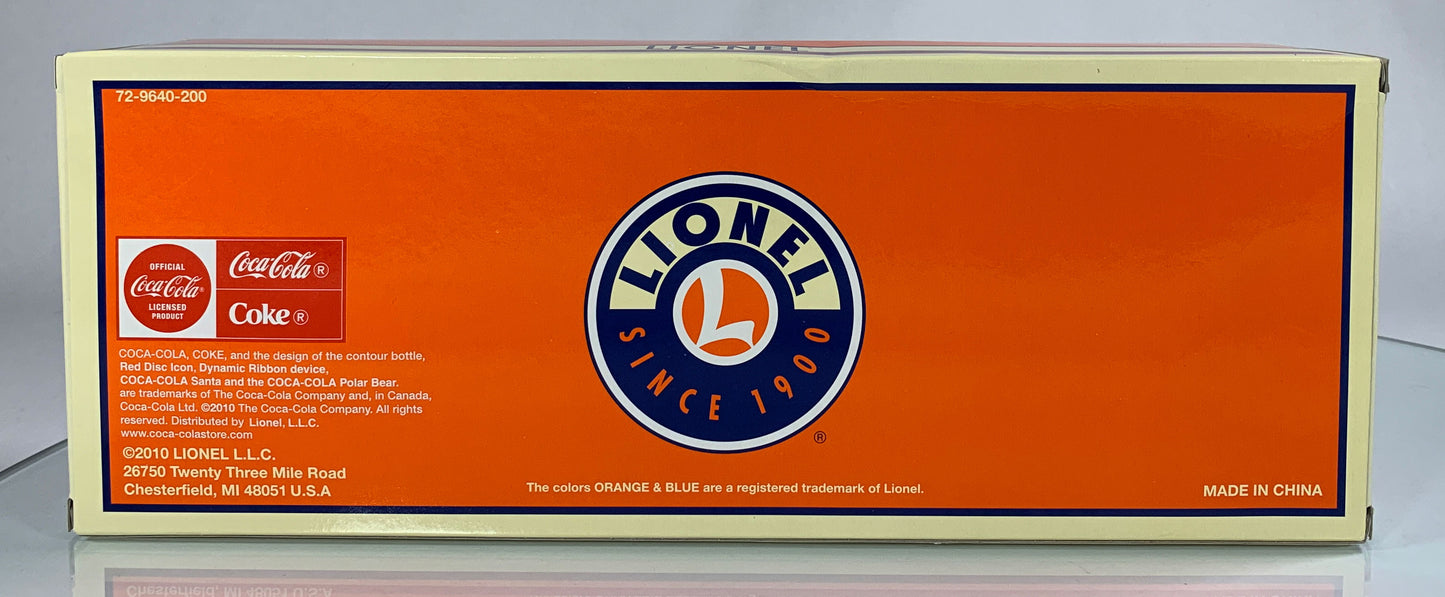 LIONEL
72-9640-200
OFFICIAL
Coca-Cola®
LICENSED
PRODUCT
Coca-Cola ®
Coke ®
COCA-COLA, COKE, and the design of the contour bottle,
Red Disc Icon, Dynamic Ribbon device,
COCA-COLA Santa and the COCA-COLA Polar Bear.
are trademarks of The Coca-Cola Company and, in Canada,
Coca-Cola Ltd. ©2010 The Coca-Cola Company. All rights
reserved. Distributed by Lionel, L.L.C.
www.coca-colastore.com
©2010 LIONEL L.L.C.
26750 Twenty Three Mile Road
Chesterfield, MI 48051 U.S.A
LIONEL
L
SINCE 1900
®
The colors ORANGE & BLUE are a registered trademark of Lionel.
MADE IN CHINA